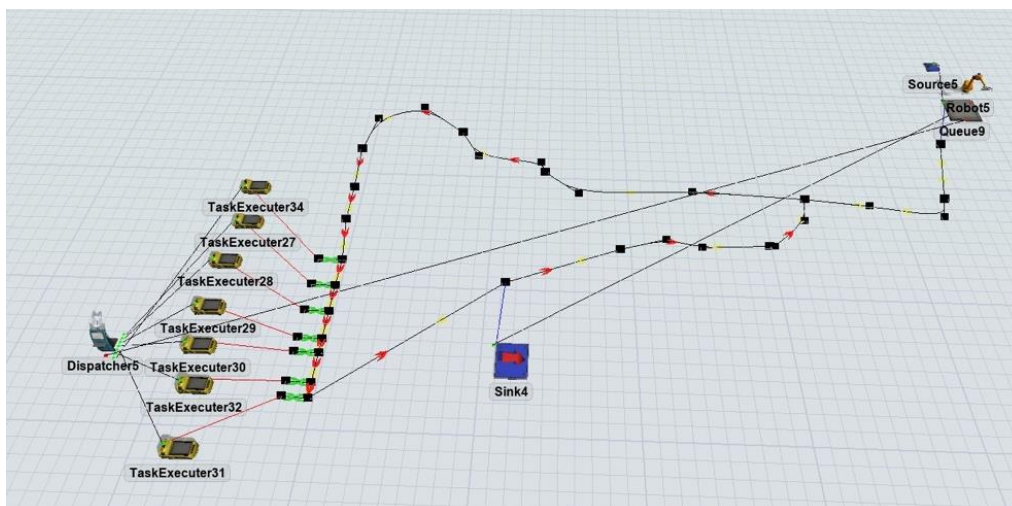 Source5
Robot5
Queue9
TaskExecuter34
TaskExecuter27
TaskExecuter28
TaskExecuter29
Dispatcher5
TaskExecuter30
Sink4
TaskExecuter32
TaskExecuter31